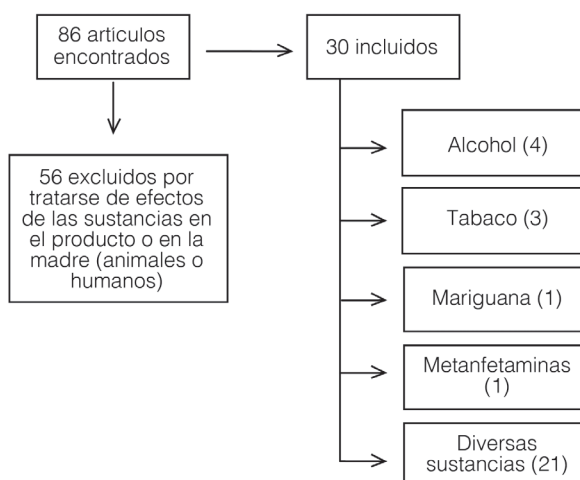 86 artículos
encontrados
30 incluidos
56 excluidos por
tratarse de efectos
de las sustancias en
el producto o en la
madre (animales o
humanos)
Alcohol (4)
Tabaco (3)
Mariguana (1)
Metanfetaminas
(1)
Diversas
sustancias (21)